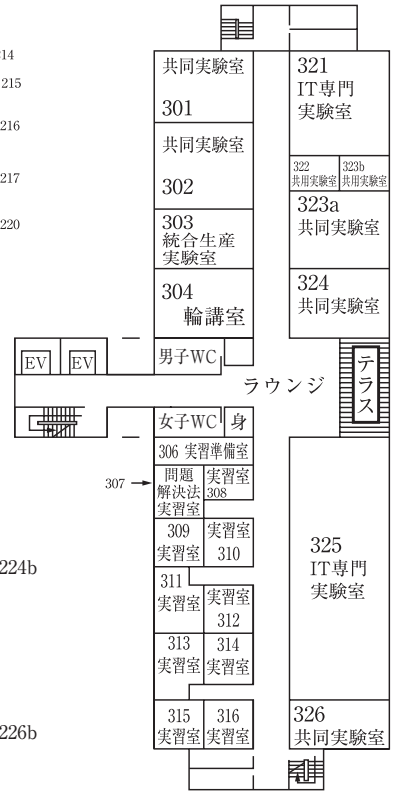 214
215
216
217
220
224b
226b
共同実験室
301
共同実験室
302
303
統合生産
実験室
304
輪講室
321
IT専門
実験室
322
共用実験室
323b
共用実験室
323a
共同実験室
324
共同実験室
EV
EV
男子WC
ラウンジ
テラス
女子WC
身
306 実習準備室
307
問題
解決法
実習室
実習室
308
309
実習室
実習室
310
311
実習室
実習室
312
313
実習室
314
実習室
315
実習室
316
実習室
325
IT専門
実験室
326
共同実験室